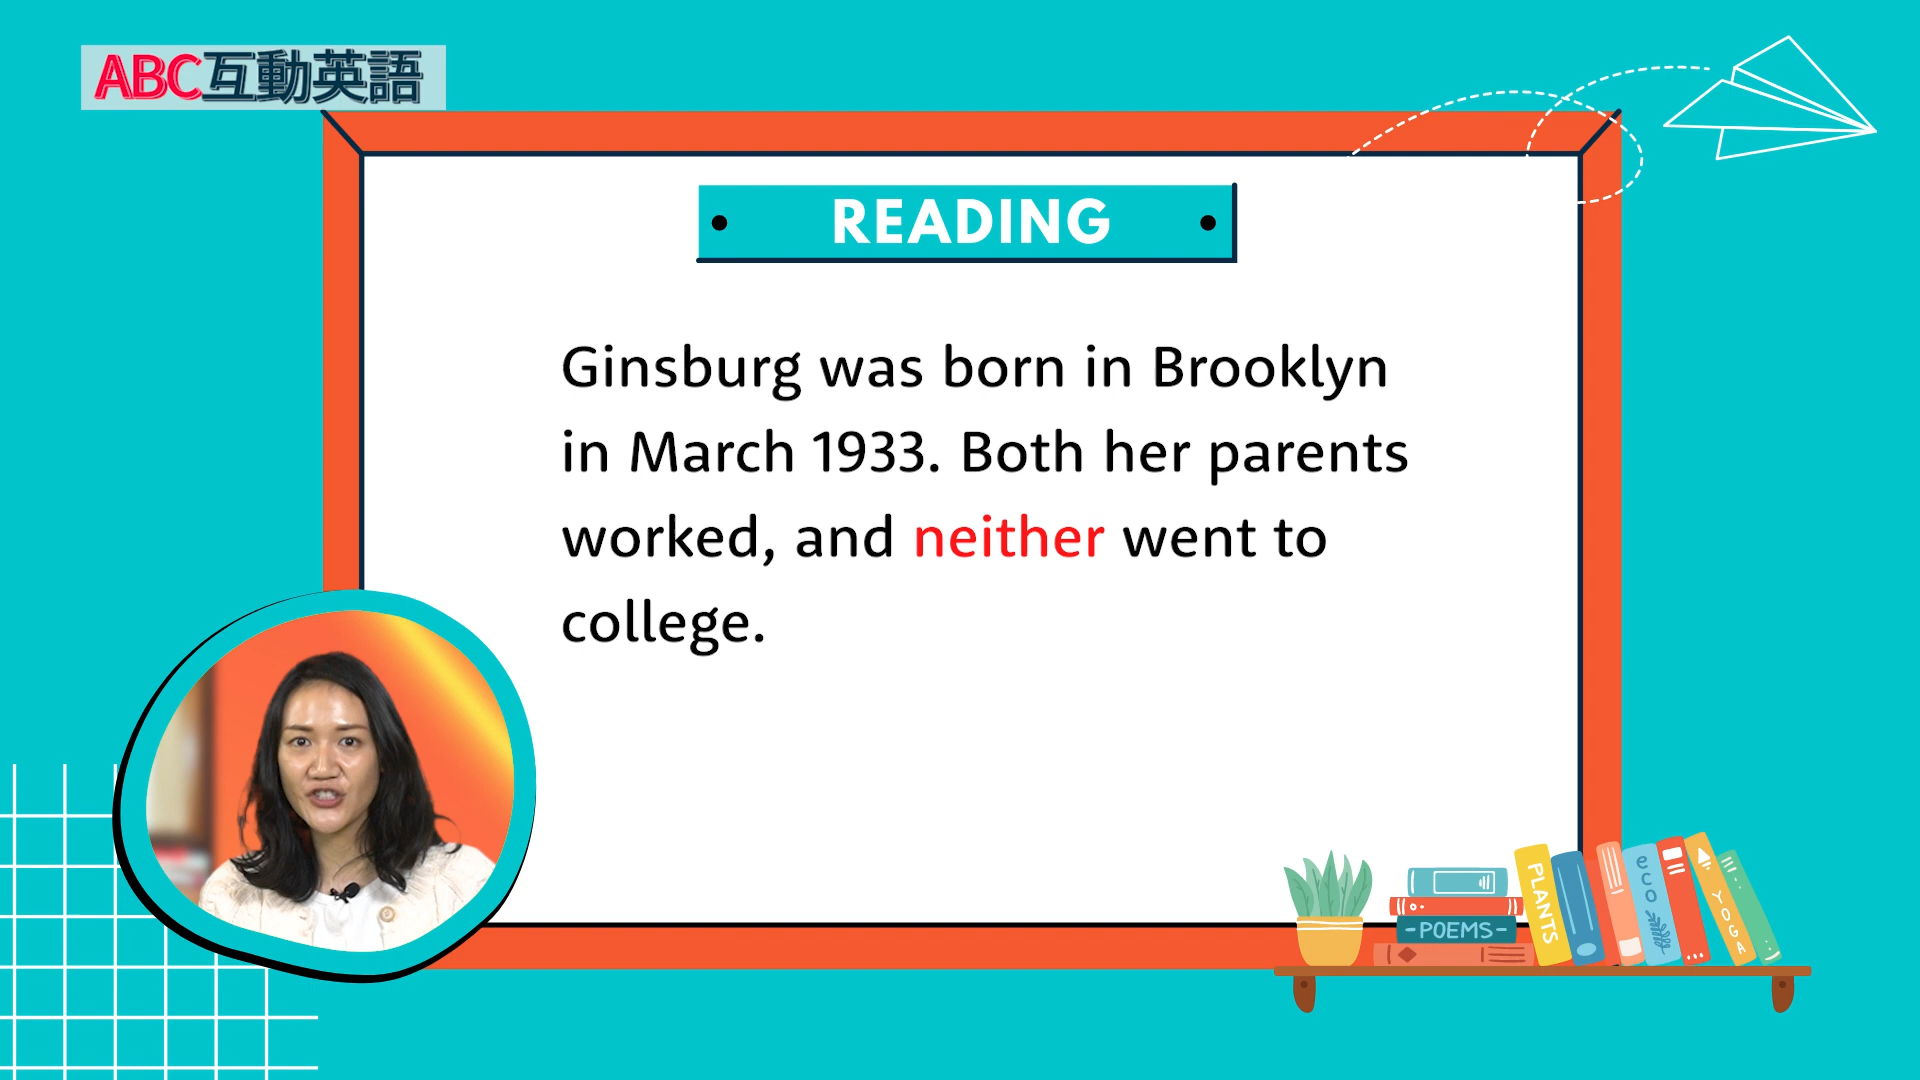 ABC互動英語
READING
Ginsburg was born in Brooklyn
in March 1933. Both her parents
worked, and neither went to
college.
POEMS
PLANTS
eco
YOGA